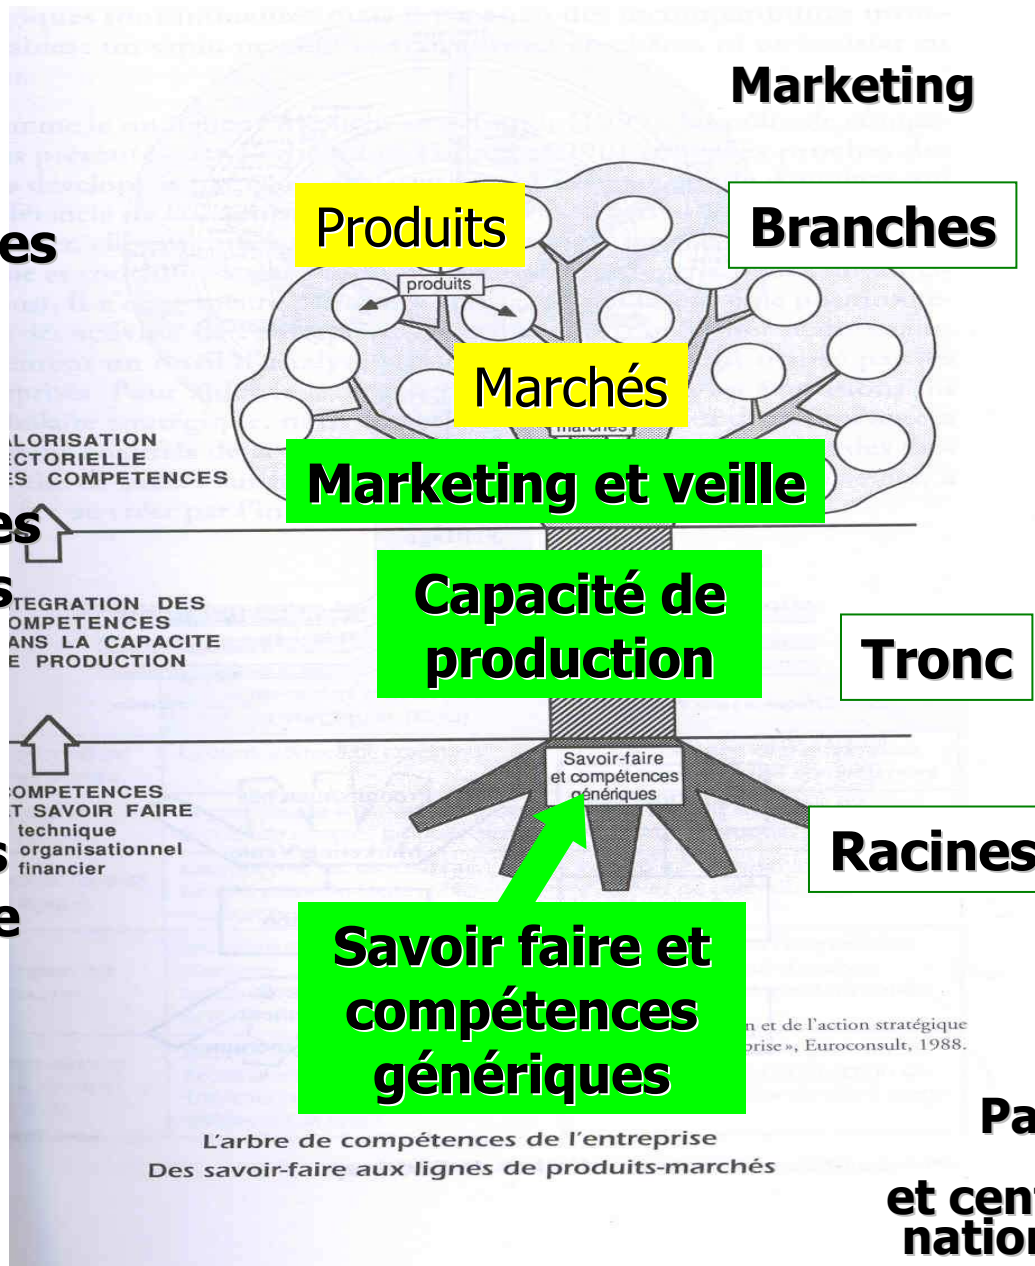 Marketing
Produits
Branches
es
produits
Marchés
marchés
ALORISATION
ECTORIELLE
ES COMPETENCES
Marketing et veille
es
s
TEGRATION DES
OMPETENCES
ANS LA CAPACITE
E PRODUCTION
Capacité de
production
Tronc
Savoir-faire
et compétences
génériques
OMPETENCES
T SAVOIR FAIRE
technique
organisationnel
financier
s
e
Racines
Savoir faire et
compétences
génériques
n et de l'action stratégique
prise», Euroconsult, 1988.
L'arbre de compétences de l'entreprise
Des savoir-faire aux lignes de produits-marchés
Pa
et cent
nation